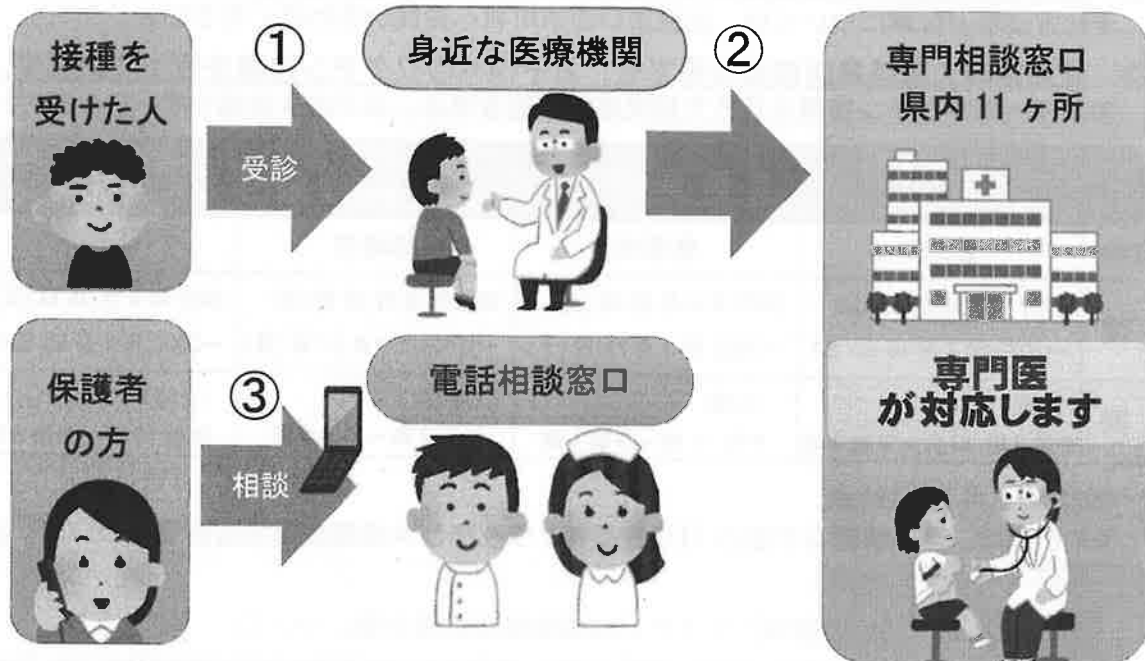 接種を
受けた人
①
受診
身近な医療機関
②
専門相談窓口
県内 11 ヶ所
専門医
が対応します
保護者
の方
③
相談
電話相談窓口